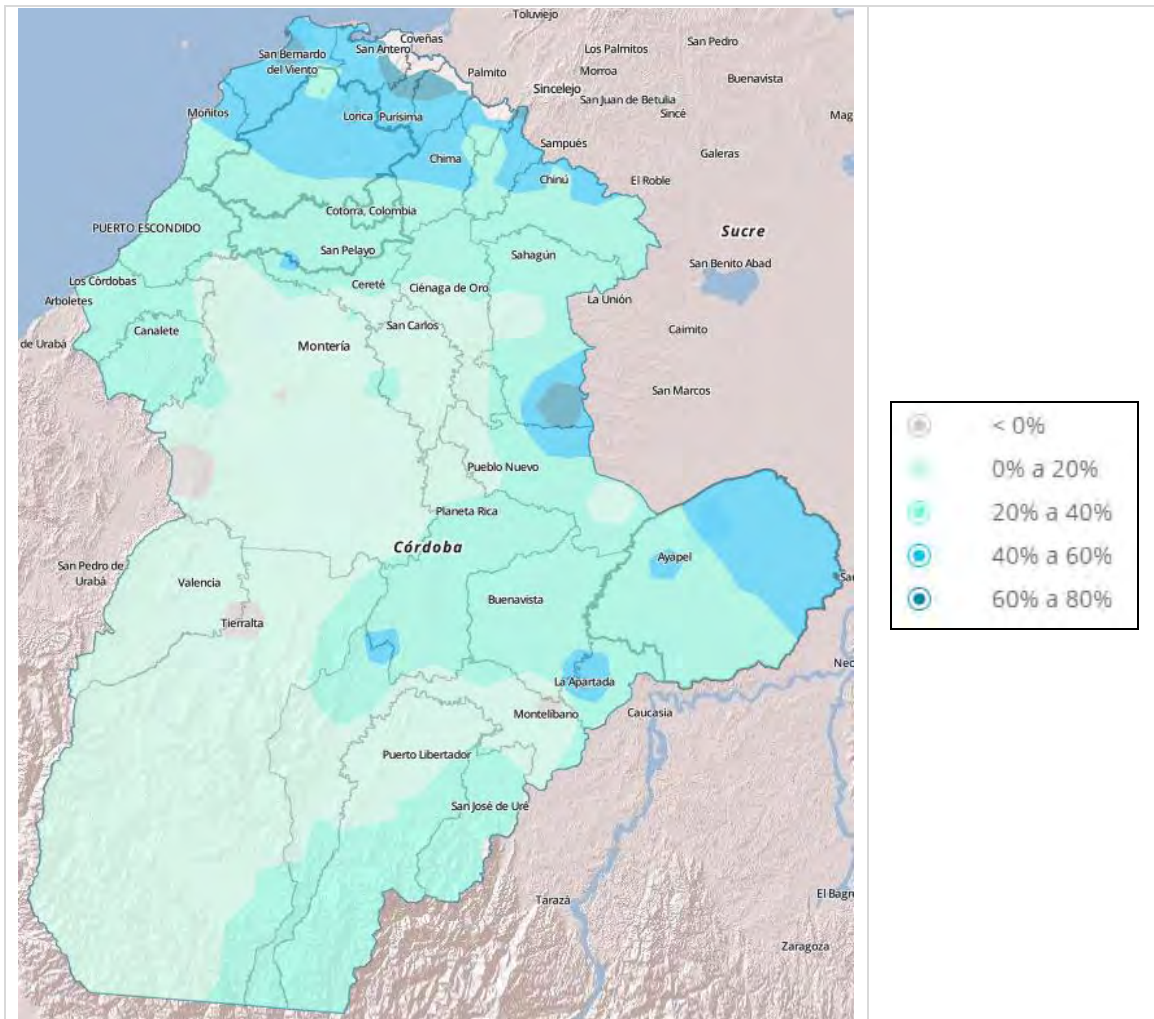 Toluviejo
Coveñas
San Antero
San Bernardo
del Viento
Los Palmitos
San Pedro
Palmito
Morroa
Buenavista
Sincelejo
San Juan de Betulia
Sincé
Moñitos
Lorica
Purísima
Mag
Sampués
Galeras
Chima
Chinú
El Roble
Cotorra, Colombia
PUERTO ESCONDIDO
Sucre
San Pelayo
Sahagún
San Benito Abad
Los Córdobas
Cereté
Ciénaga de Oro
Arboletes
La Unión
San Carlos
Canalete
Caimito
de Urabá
Montería
San Marcos
Pueblo Nuevo
Planeta Rica
Córdoba
Ayapel
San Pedro de
Urabá
Valencia
Buenavista
Tierralta
Nec
La Apartada
Montelíbano
Caucasia
Puerto Libertador
San José de Uré
Tarazá
El Bagre
Zaragoza
< 0%
0% a 20%
20% a 40%
40% a 60%
60% a 80%